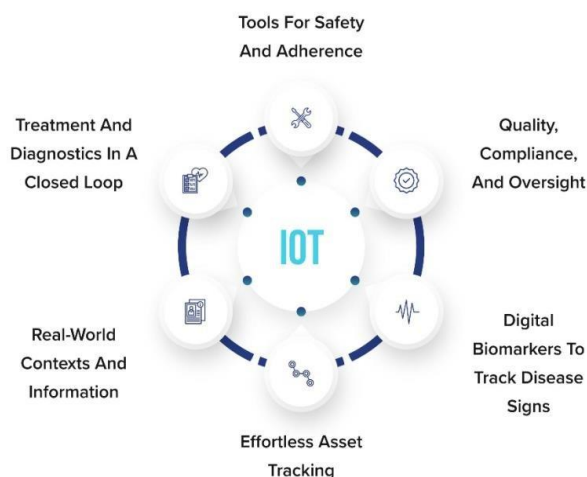 Tools For Safety
And Adherence
Treatment And
Diagnostics In A
Closed Loop
Quality,
Compliance,
And Oversight
IOT
Real-World
Contexts And
Information
Digital
Biomarkers To
Track Disease
Signs
Effortless Asset
Tracking